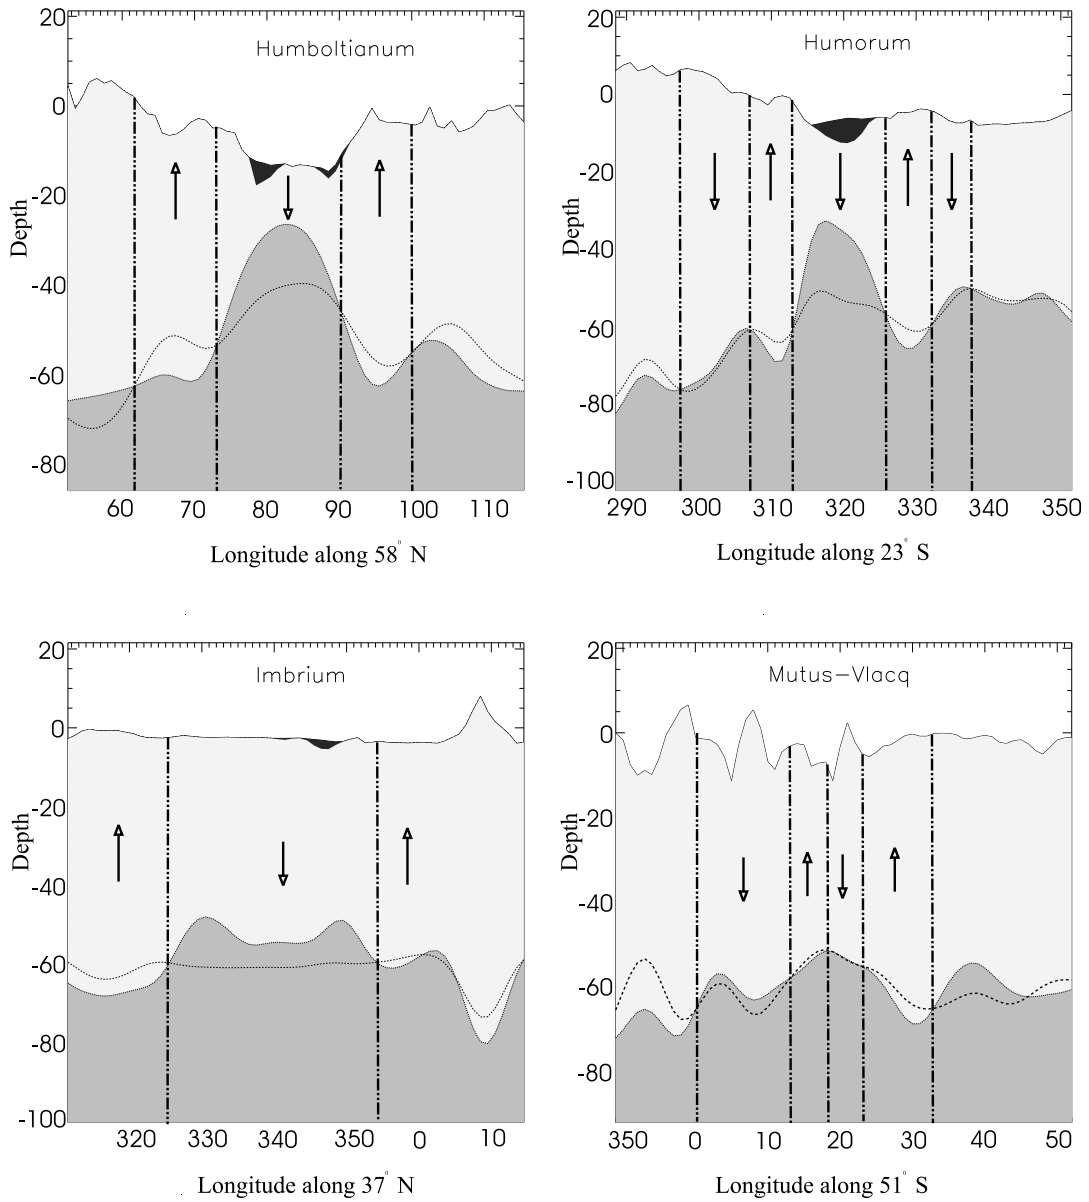 Humboltianum
20
0
-20
-40
-60
-80
Depth
60 70 80 90 100 110
Longitude along 58° N
Humorum
20
0
-20
-40
-60
-80
-100
Depth
290 300 310 320 330 340 350
Longitude along 23° S
Imbrium
20
0
-20
-40
-60
-80
-100
Depth
320 330 340 350 0 10
Longitude along 37° N
Mutus-Vlacq
20
0
-20
-40
-60
-80
Depth
350 0 10 20 30 40 50
Longitude along 51° S